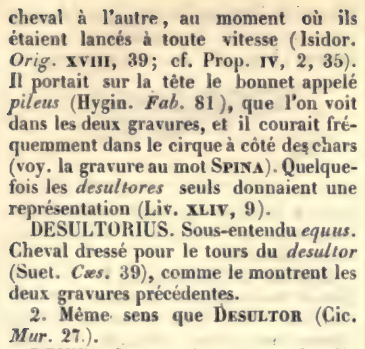 cheval à l'autre, au moment où ils
étaient lancés à toute vitesse (Isidor.
Orig. XVIII, 39; cf. Prop. IV, 2, 35).
Il portait sur la tête le bonnet appelé
pileus (Hygin. Fab. 81), que l'on voit
dans les deux gravures, et il courait fré-
quemment dans le cirque à côté des chars
(voy. la gravure au mot SPINA). Quelque-
fois les desultores seuls donnaient une
représentation (Liv. XLIV, 9).
DESULTORIUS. Sous-entendu equus.
Cheval dressé pour le tours du desultor
(Suet. Cæs. 39), comme le montrent les
deux gravures précédentes.
2. Même sens que DESULTOR (Cic.
Mur. 27.).